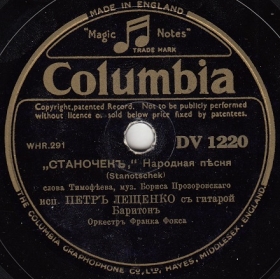 MADE IN ENGLAND
"Magic Notes"
TRADE MARK
Columbia
Copyright, patented Record. Not to be publicly performed
without licence or sold below price fixed by patentees.
WHR.291
DV 1220
„СТАНОЧЕКЪ," Народная пѣсня
(Stanotschek)
слова Тимофѣева, муз. Бориса Прозоровскаго
исп. ПЕТРЪ ЛЕЩЕНКО съ гитарой
Баритонъ
Оркестръ Франка Фокса
THE COLUMBIA GRAPHOPHONE CO., LTD., HAYES, MIDDLESEX, ENGLAND.